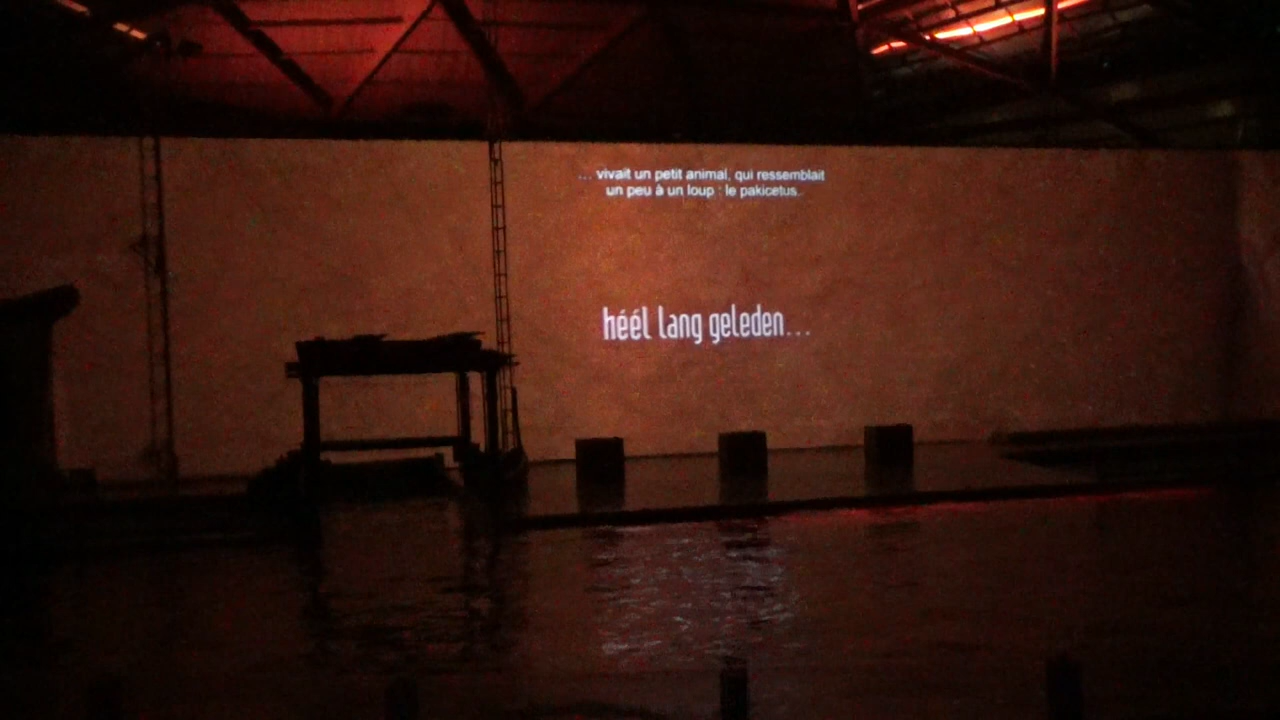 ... vivait un petit animal, qui ressemblait
un peu à un loup : le pakicetus.
héél lang geleden...